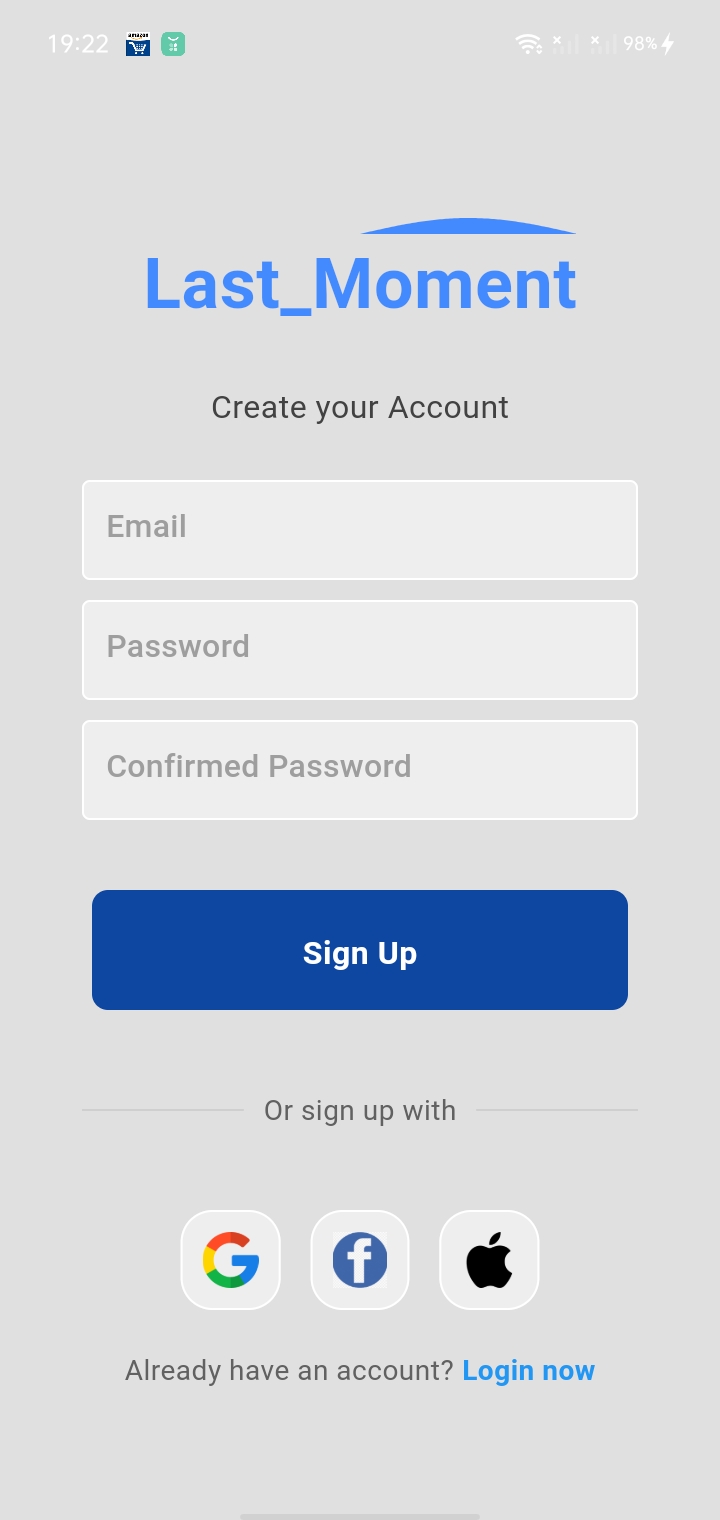 19:22
amazon
98%
Last_Moment
Create your Account
Email
Password
Confirmed Password
Sign Up
Or sign up with
Already have an account? Login now